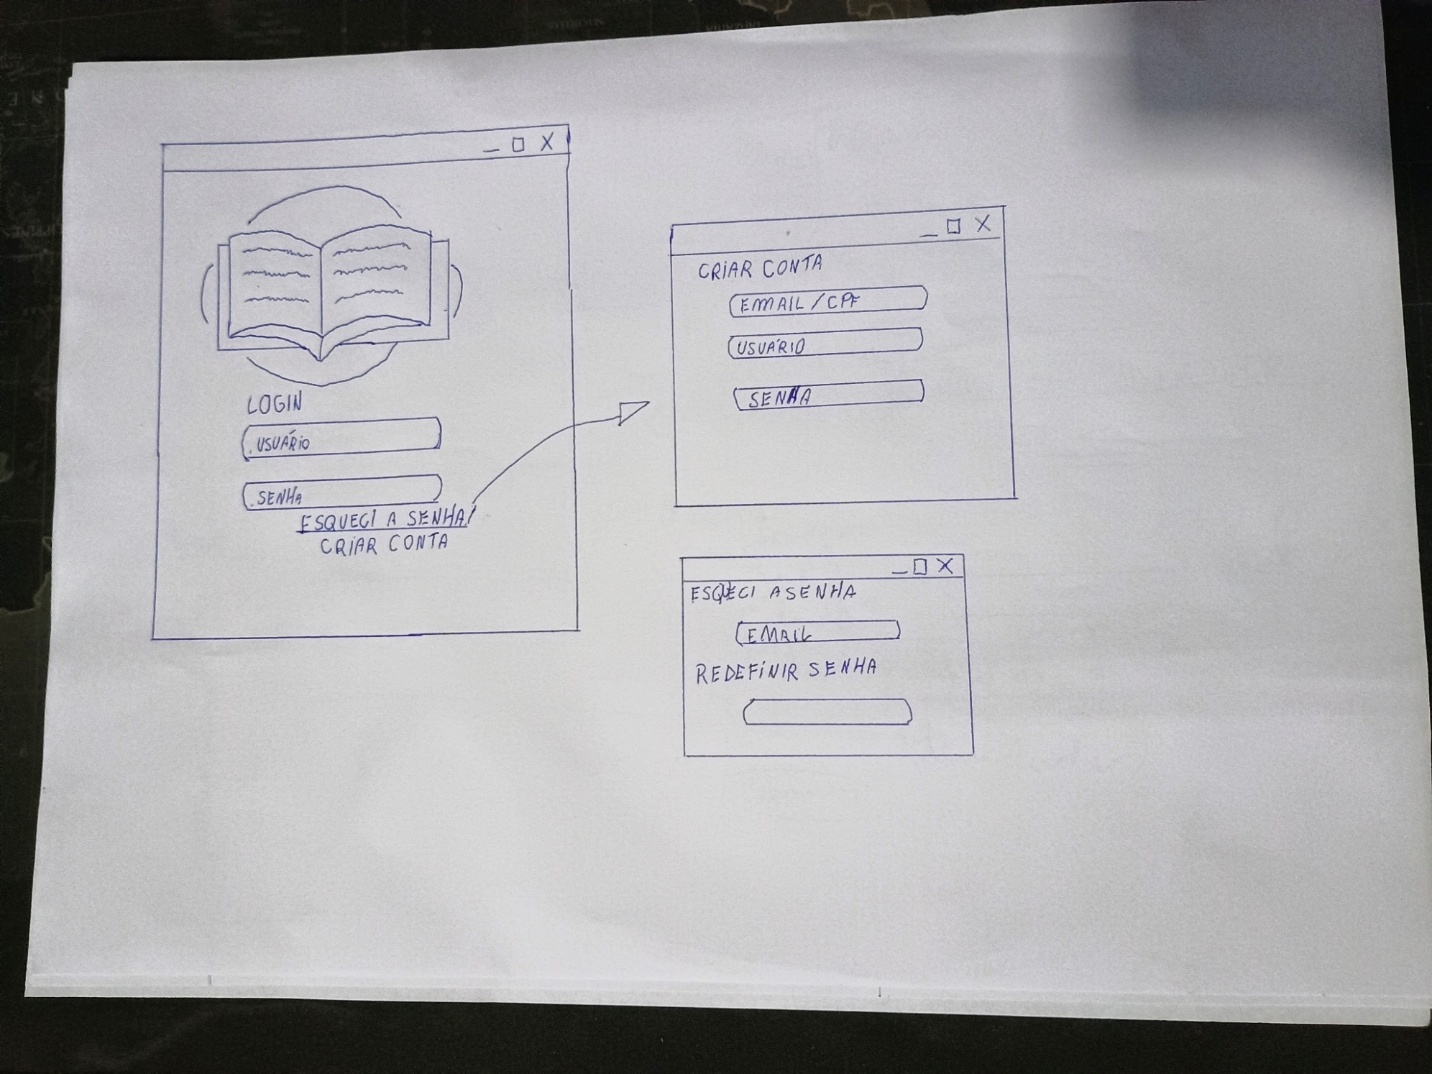 LOGIN
USUÁRIO
SENHA
ESQUECI A SENHA/
CRIAR CONTA
CRIAR CONTA
EMAIL/CPF
USUÁRIO
SENHA
ESQUECI A SENHA
EMAIL
REDEFINIR SENHA